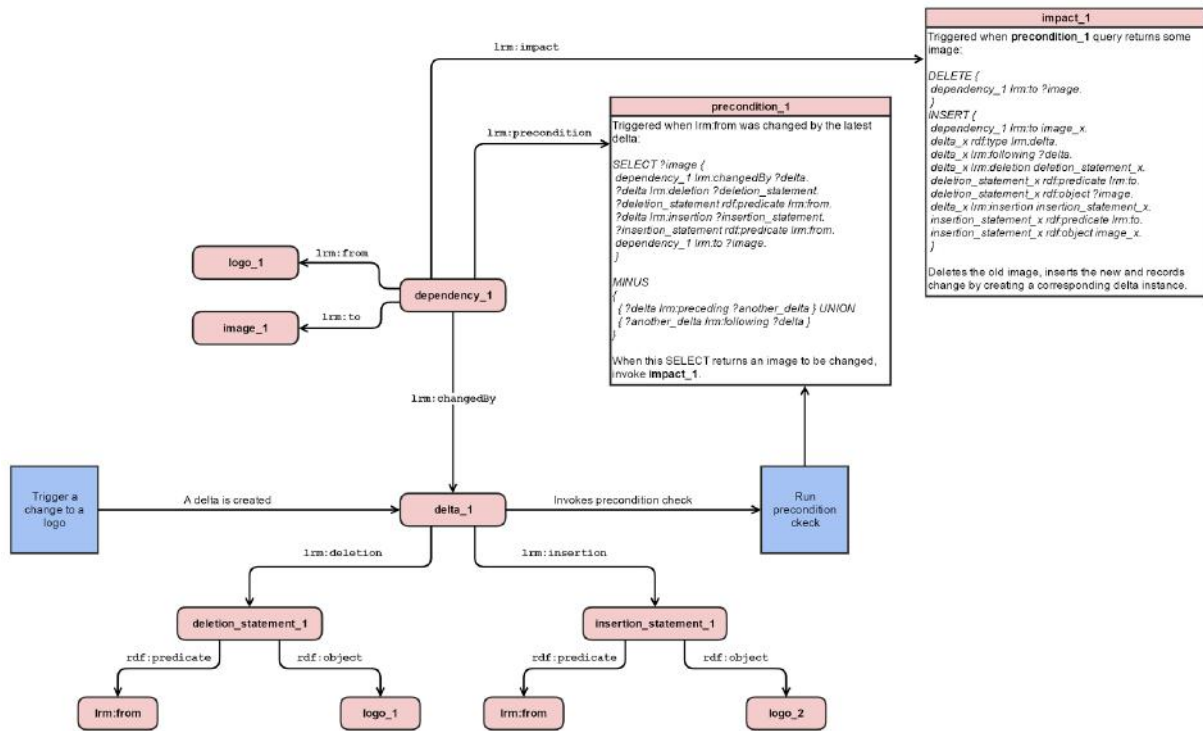 impact_1
Triggered when precondition_1 query returns some
image:
DELETE {
dependency_1 lrm:to ?image.
}
INSERT {
dependency_1 lrm:to image_x.
delta_x rdf:type lrm:delta.
delta_x lrm:following ?delta.
delta_x lrm:deletion deletion_statement_x.
deletion_statement_x rdf:predicate lrm:to.
deletion_statement_x rdf:object ?image.
delta_x lrm:insertion insertion_statement_x.
insertion_statement_x rdf:predicate lrm:to.
insertion_statement_x rdf:object image_x.
}
Deletes the old image, inserts the new and records
change by creating a corresponding delta instance.
lrm:impact
precondition_1
Triggered when lrm:from was changed by the latest
delta:
SELECT ?image {
dependency_1 lrm:changedBy ?delta.
?delta lrm:deletion ?deletion_statement.
?deletion_statement rdf:predicate lrm:from.
?delta lrm:insertion ?insertion_statement.
?insertion_statement rdf:predicate lrm:from.
dependency_1 lrm:to ?image.
}
MINUS
{
{ ?delta lrm:preceding ?another_delta } UNION
{ ?another_delta lrm:following ?delta }
}
When this SELECT returns an image to be changed,
invoke impact_1.
lrm:precondition
logo_1
lrm:from
dependency_1
image_1
lrm:to
lrm:changedBy
Trigger a
change to a
logo
A delta is created
delta_1
Invokes precondition check
Run
precondition
ckeck
lrm:deletion
lrm:insertion
deletion_statement_1
insertion_statement_1
rdf:predicate
rdf:object
rdf:predicate
rdf:object
lrm:from
logo_1
lrm:from
logo_2